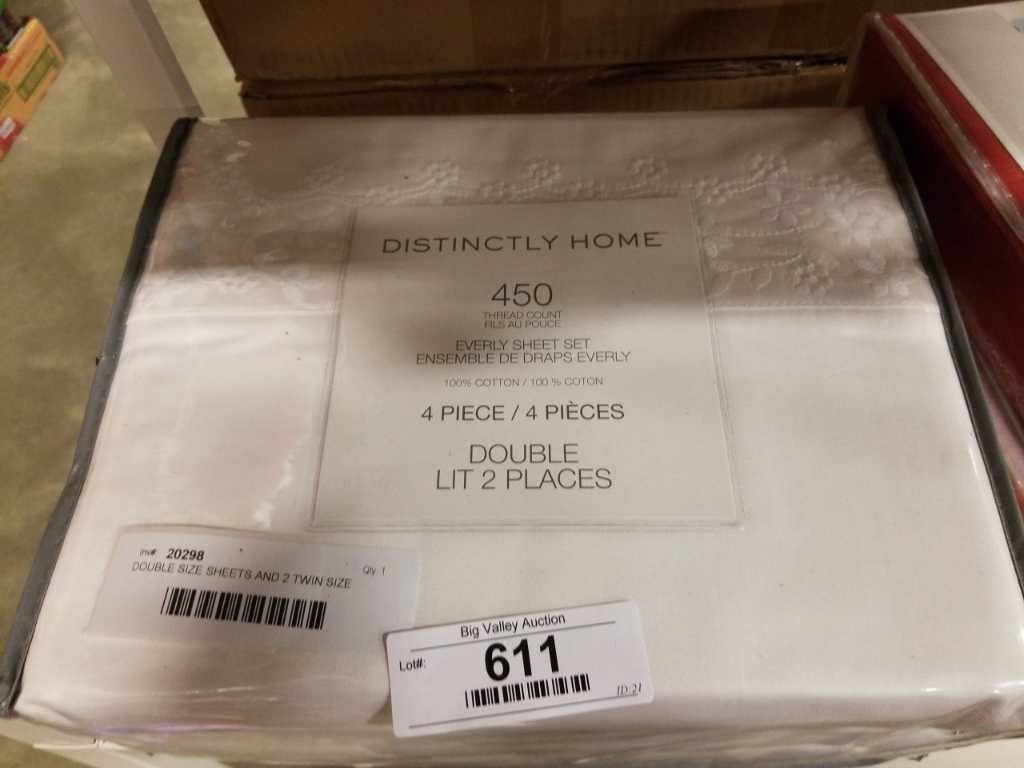 DISTINCTLY HOME
450
THREAD COUNT
FILS AU POUCE
EVERLY SHEET SET
ENSEMBLE DE DRAPS EVERLY
100% COTTON / 100 % COTON
4 PIECE / 4 PIÈCES
DOUBLE
LIT 2 PLACES
Inv#: 20298 Qty 1
DOUBLE SIZE SHEETS AND 2 TWIN SIZE
Big Valley Auction
Lot#: 611
ID:21